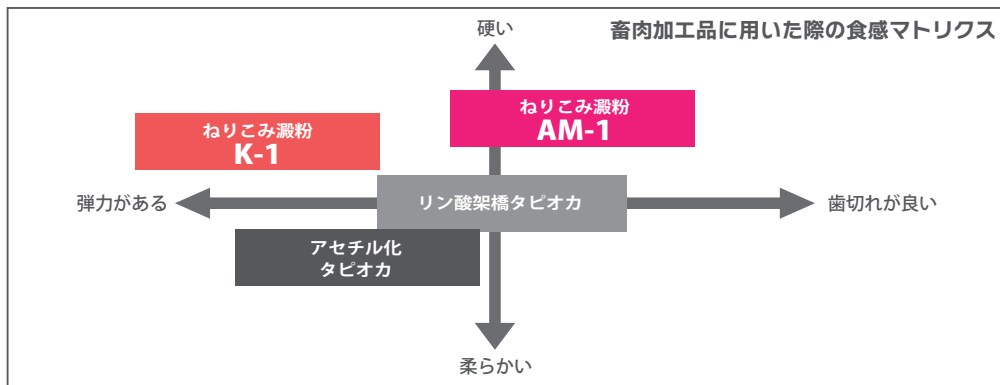 畜肉加工品に用いた際の食感マトリクス
硬い
ねりこみ澱粉
AM-1
ねりこみ澱粉
K-1
弾力がある
リン酸架橋タピオカ
歯切れが良い
アセチル化
タピオカ
柔らかい